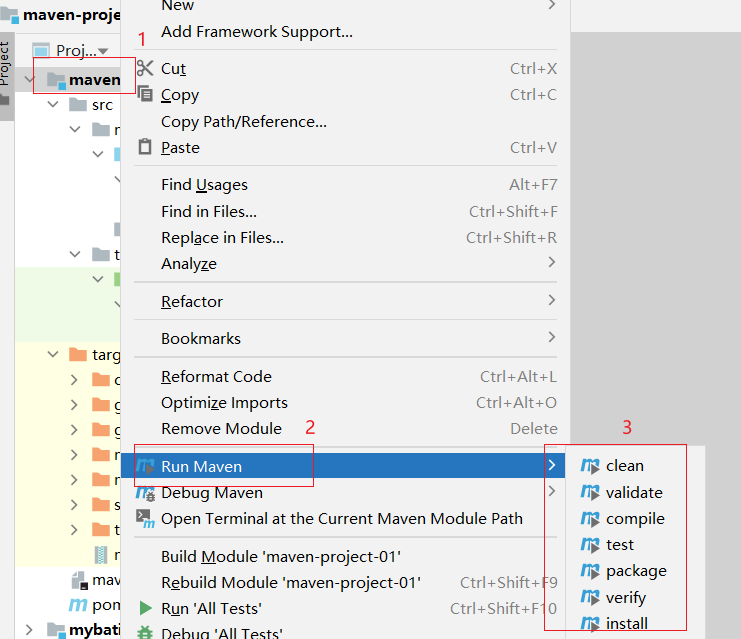 maven-proje
New
1
Add Framework Support...
Project
Proj...
Cut Ctrl+X
maven
Copy Ctrl+C
src
Copy Path/Reference...
Paste Ctrl+V
Find Usages Alt+F7
Find in Files... Ctrl+Shift+F
Replace in Files... Ctrl+Shift+R
t
Analyze
Refactor
Bookmarks
targ
Reformat Code Ctrl+Alt+L
Optimize Imports Ctrl+Alt+O
Remove Module Delete
2
3
Run Maven
clean
Debug Maven
validate
Open Terminal at the Current Maven Module Path
compile
test
Build Module 'maven-project-01'
package
Rebuild Module 'maven-project-01' Ctrl+Shift+F9
mav
verify
Run 'All Tests' Ctrl+Shift+F10
pom
install
mybati
Debug 'All Tests'